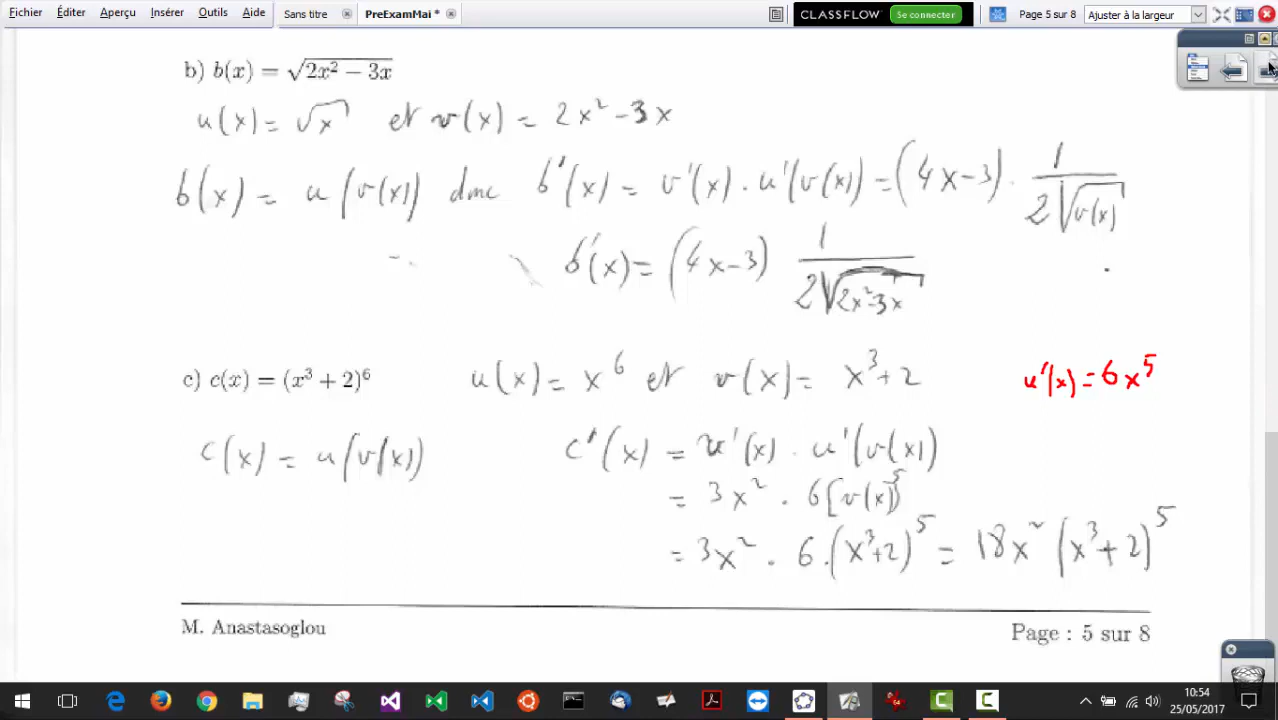 Fichier Éditer Aperçu Insérer Outils Aide Sans titre PreExamMai * CLASSFLOW Se connecter Page 5 sur 8 Ajuster à la largeur
b) b(x) = √(2x² − 3x)
u(x) = √x et v(x) = 2x² − 3x
b(x) = u(v(x)) donc b'(x) = v'(x) · u'(v(x)) = (4x − 3) · 1/(2√v(x))
b'(x) = (4x − 3) 1/(2√(2x² − 3x))
c) c(x) = (x³ + 2)⁶ u(x) = x⁶ et v(x) = x³ + 2 u'(x) = 6x⁵
c(x) = u(v(x)) c'(x) = v'(x) · u'(v(x))
= 3x² · 6[v(x)]⁵
= 3x² · 6·(x³+2)⁵ = 18x² (x³ + 2)⁵
M. Anastasoglou Page : 5 sur 8
10:54
25/05/2017